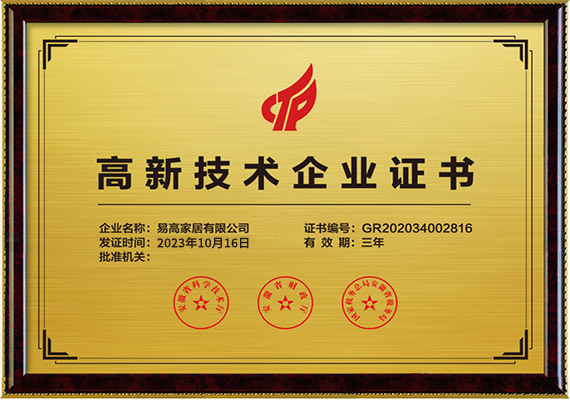 CTP
高新技术企业证书
企业名称：易高家居有限公司
证书编号：GR202034002816
发证时间：2023年10月16日
有 效 期：三年
批准机关：
安徽省科学技术厅
安徽省财政厅
国家税务总局安徽省税务局